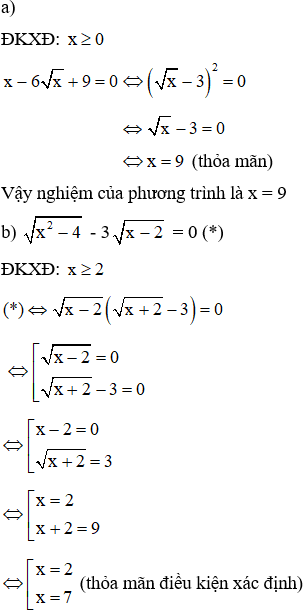 a)
ĐKXĐ: x ≥ 0
x − 6√x + 9 = 0 ⇔ (√x − 3)² = 0
⇔ √x − 3 = 0
⇔ x = 9 (thỏa mãn)
Vậy nghiệm của phương trình là x = 9
b) √(x² − 4) - 3√(x − 2) = 0 (*)
ĐKXĐ: x ≥ 2
(*) ⇔ √(x − 2)(√(x + 2) − 3) = 0
⇔ [ √(x − 2) = 0
√(x + 2) − 3 = 0
⇔ [ x − 2 = 0
√(x + 2) = 3
⇔ [ x = 2
x + 2 = 9
⇔ [ x = 2
x = 7 (thỏa mãn điều kiện xác định)